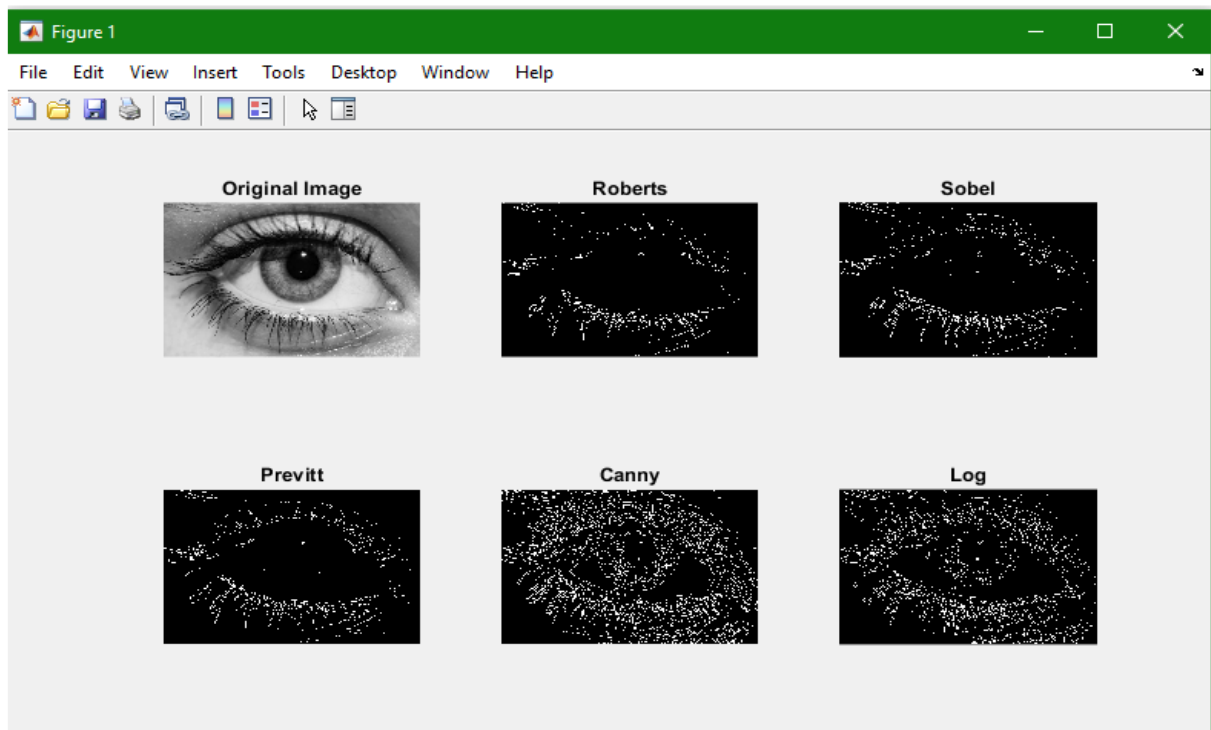 Figure 1
File Edit View Insert Tools Desktop Window Help
Original Image Roberts Sobel
Previtt Canny Log